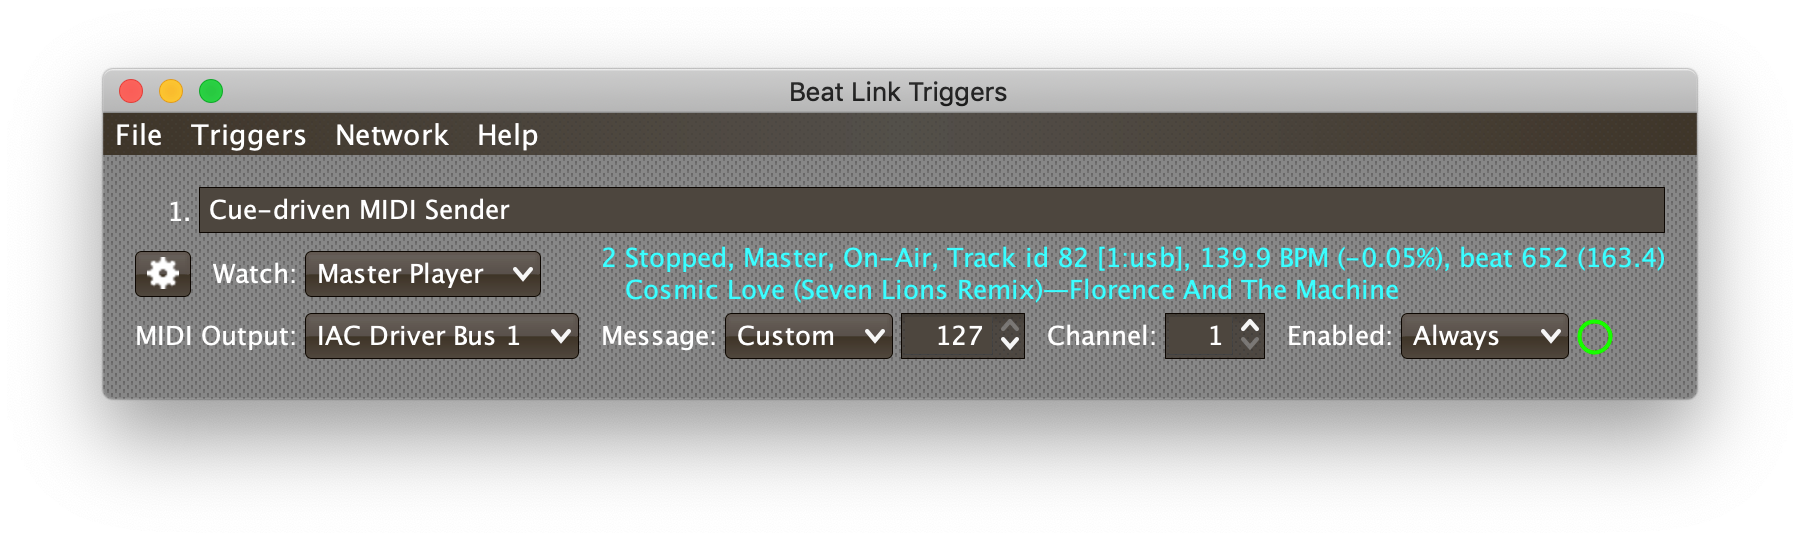 Beat Link Triggers
File Triggers Network Help
1. Cue-driven MIDI Sender
Watch: Master Player 2 Stopped, Master, On-Air, Track id 82 [1:usb], 139.9 BPM (-0.05%), beat 652 (163.4)
Cosmic Love (Seven Lions Remix)—Florence And The Machine
MIDI Output: IAC Driver Bus 1 Message: Custom 127 Channel: 1 Enabled: Always